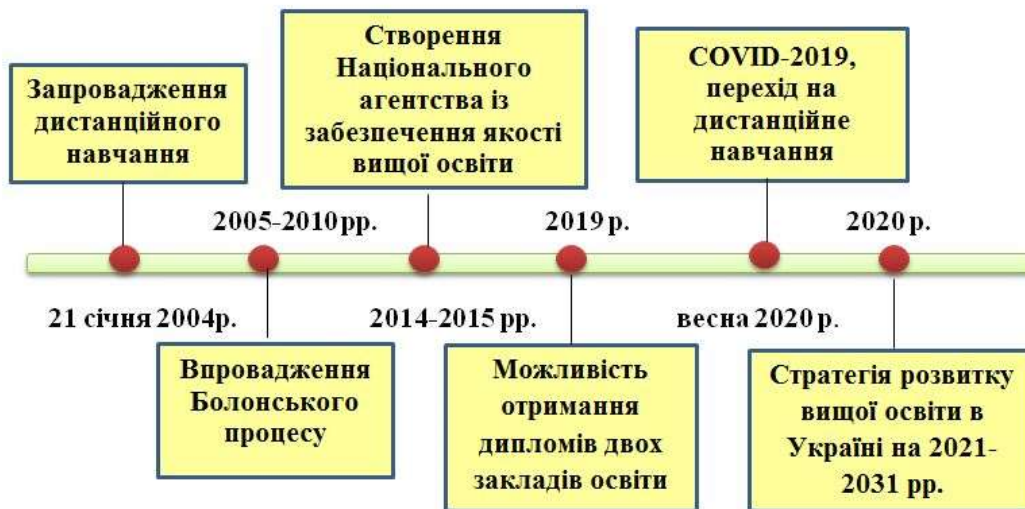 Запровадження
дистанційного
навчання
Створення
Національного
агентства із
забезпечення якості
вищої освіти
COVID-2019,
перехід на
дистанційне
навчання
2005-2010 рр.
2019 р.
2020 р.
21 січня 2004р.
2014-2015 рр.
весна 2020 р.
Впровадження
Болонського
процесу
Можливість
отримання
дипломів двох
закладів освіти
Стратегія розвитку
вищої освіти в
Україні на 2021-
2031 рр.